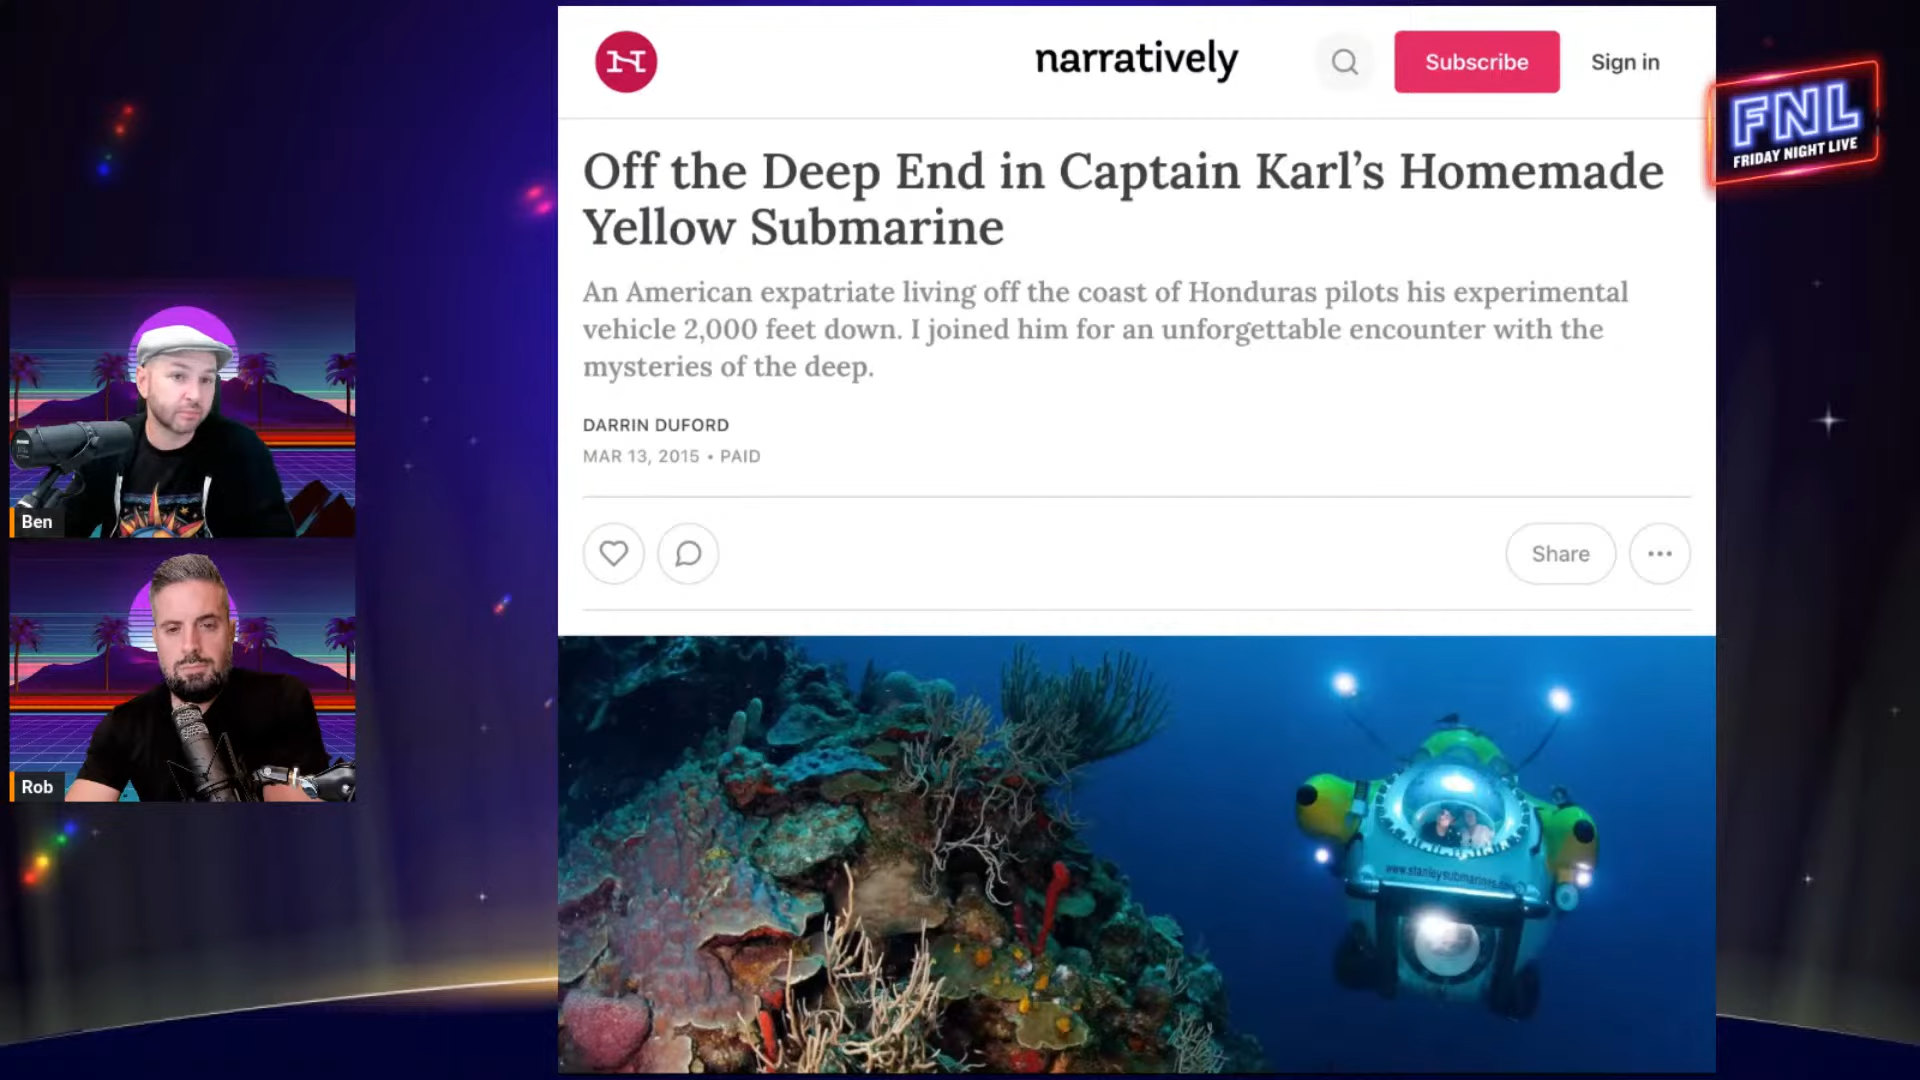 narratively
Subscribe
Sign in
FNL
FRIDAY NIGHT LIVE
Off the Deep End in Captain Karl’s Homemade
Yellow Submarine
An American expatriate living off the coast of Honduras pilots his experimental
vehicle 2,000 feet down. I joined him for an unforgettable encounter with the
mysteries of the deep.
DARRIN DUFORD
MAR 13, 2015 • PAID
Share
Ben
Rob